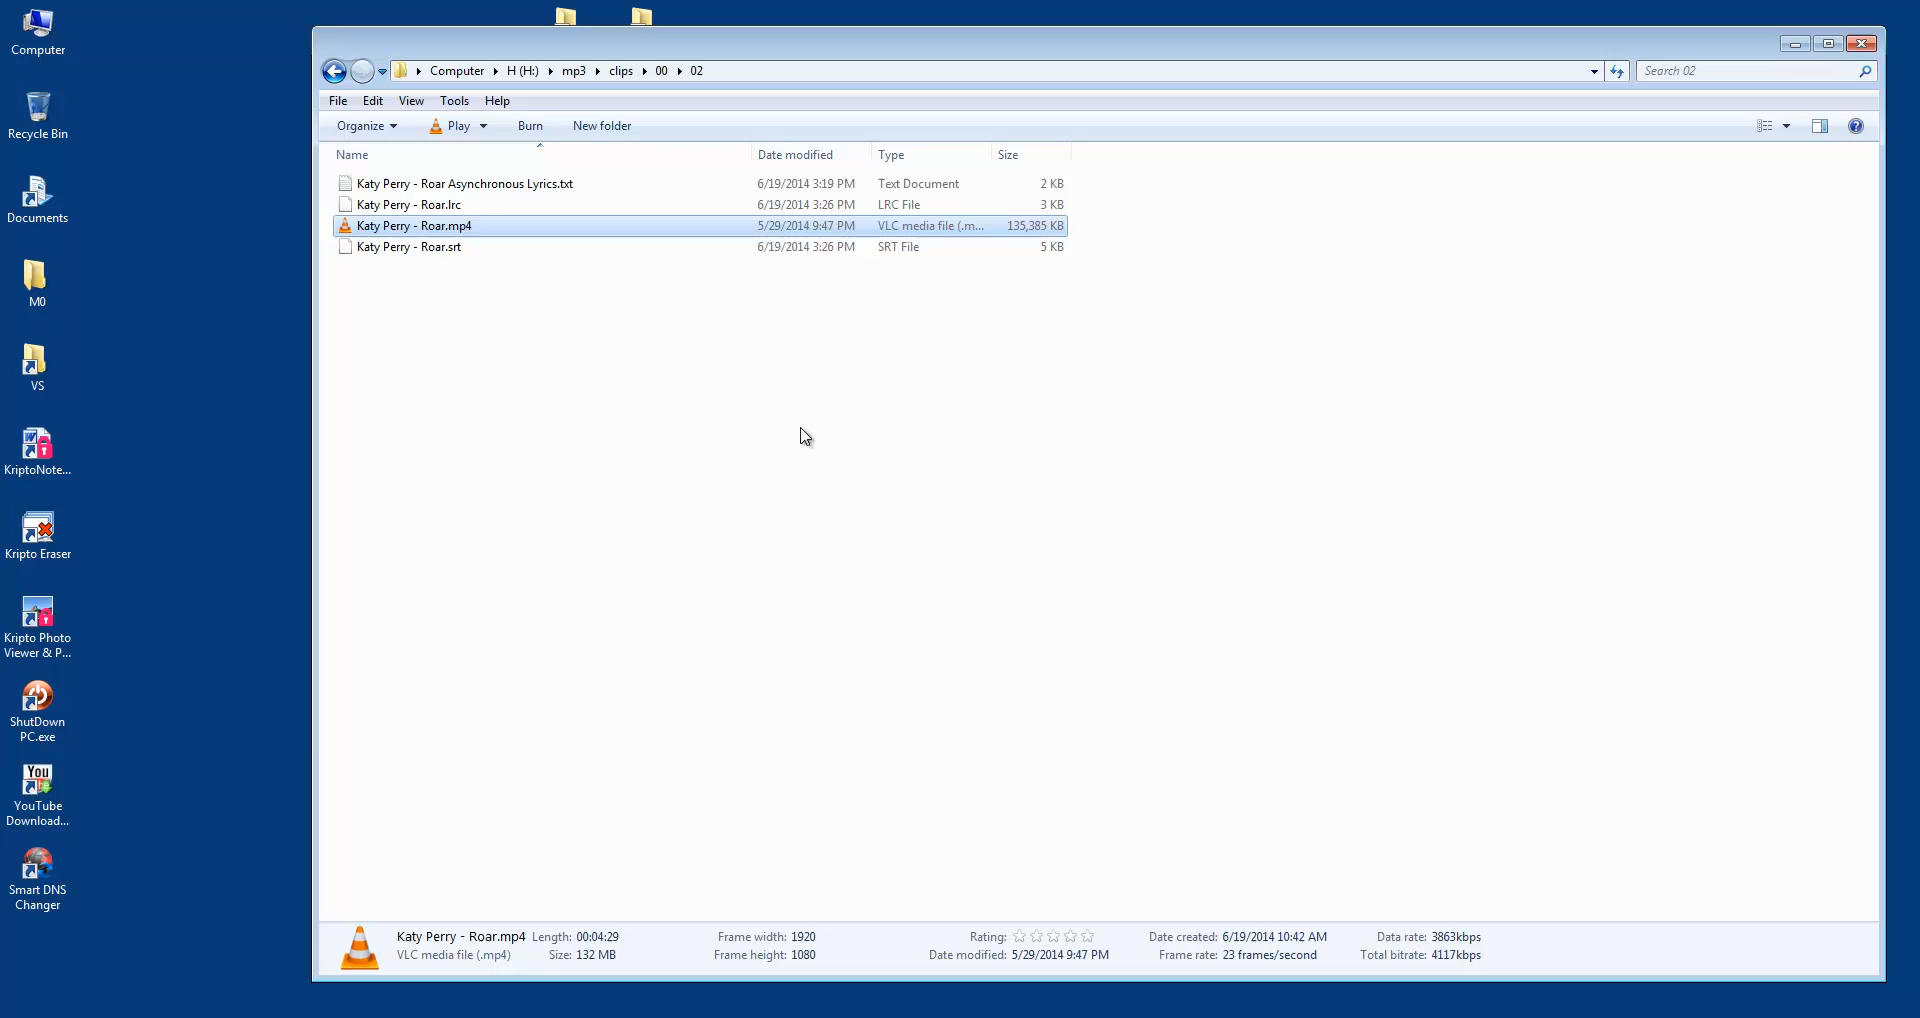 Computer
Recycle Bin
Documents
M0
VS
KriptoNote...
Kripto Eraser
Kripto Photo
Viewer & P...
ShutDown
PC.exe
You
YouTube
Download...
Smart DNS
Changer
Computer H (H:) mp3 clips 00 02
Search 02
File Edit View Tools Help
Organize Play Burn New folder
Name Date modified Type Size
Katy Perry - Roar Asynchronous Lyrics.txt 6/19/2014 3:19 PM Text Document 2 KB
Katy Perry - Roar.lrc 6/19/2014 3:26 PM LRC File 3 KB
Katy Perry - Roar.mp4 5/29/2014 9:47 PM VLC media file (.m... 135,385 KB
Katy Perry - Roar.srt 6/19/2014 3:26 PM SRT File 5 KB
Katy Perry - Roar.mp4 Length: 00:04:29 Frame width: 1920 Rating: Date created: 6/19/2014 10:42 AM Data rate: 3863kbps
VLC media file (.mp4) Size: 132 MB Frame height: 1080 Date modified: 5/29/2014 9:47 PM Frame rate: 23 frames/second Total bitrate: 4117kbps